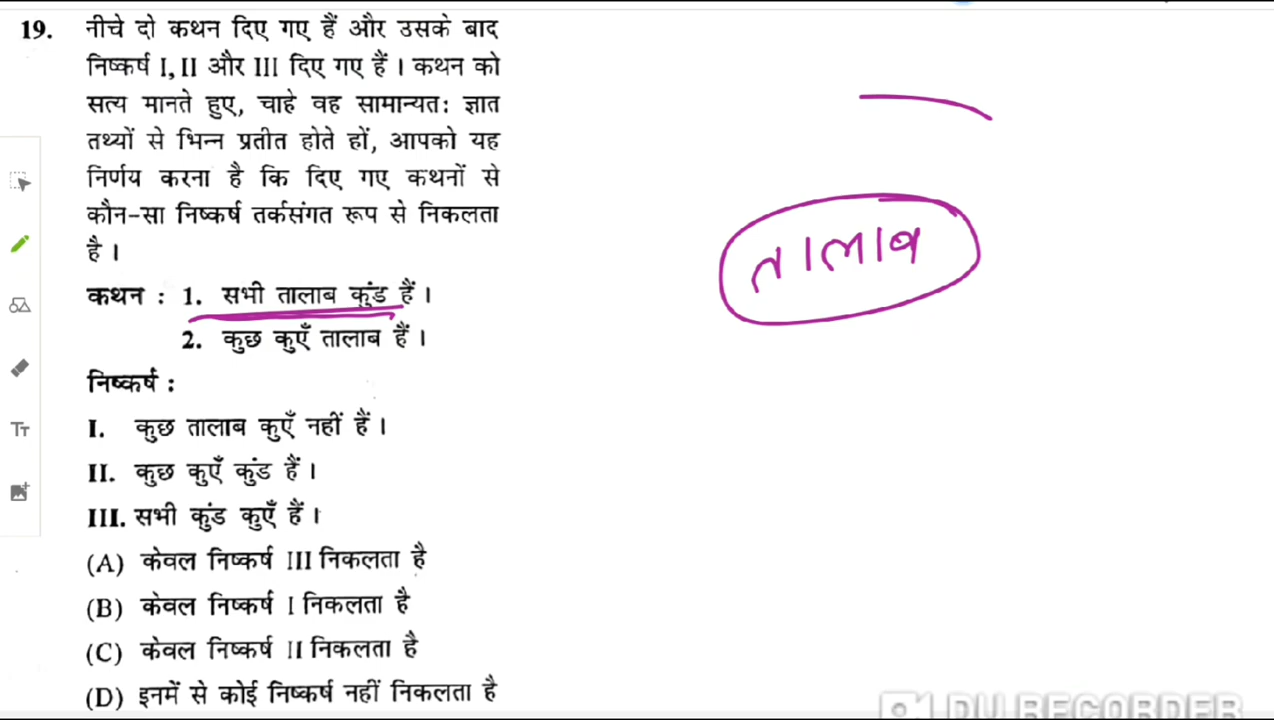 19. नीचे दो कथन दिए गए हैं और उसके बाद
निष्कर्ष I, II और III दिए गए हैं । कथन को
सत्य मानते हुए, चाहे वह सामान्यतः ज्ञात
तथ्यों से भिन्न प्रतीत होते हों, आपको यह
निर्णय करना है कि दिए गए कथनों से
कौन-सा निष्कर्ष तर्कसंगत रूप से निकलता
है ।
कथन : 1. सभी तालाब कुंड हैं ।
2. कुछ कुएँ तालाब हैं ।
निष्कर्ष :
I. कुछ तालाब कुएँ नहीं हैं ।
II. कुछ कुएँ कुंड हैं ।
III. सभी कुंड कुएँ हैं ।
(A) केवल निष्कर्ष III निकलता है
(B) केवल निष्कर्ष I निकलता है
(C) केवल निष्कर्ष II निकलता है
(D) इनमें से कोई निष्कर्ष नहीं निकलता है
तालाब
Tт
DU RECORDER